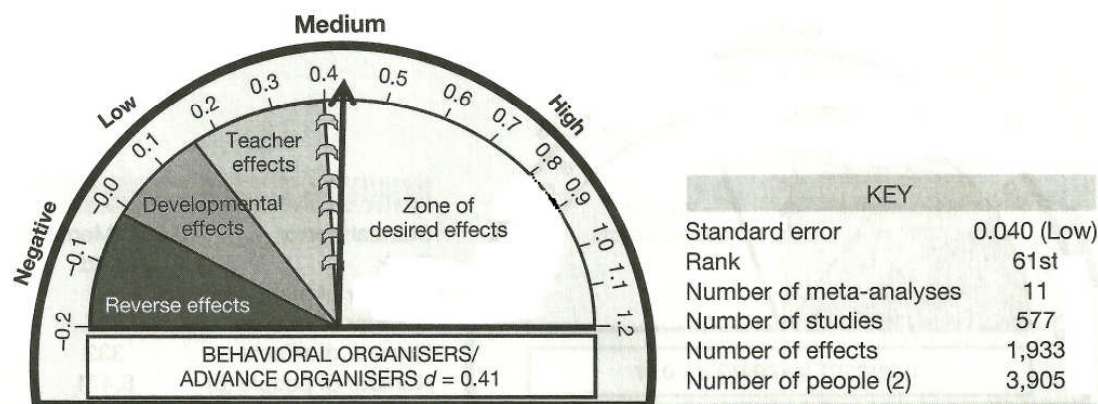 Medium
Low
High
Negative
-0.2
-0.1
-0.0
0.1
0.2
0.3
0.4
0.5
0.6
0.7
0.8
0.9
1.0
1.1
1.2
Teacher
effects
Developmental
effects
Reverse effects
Zone of
desired effects
BEHAVIORAL ORGANISERS/
ADVANCE ORGANISERS d = 0.41
KEY
Standard error 0.040 (Low)
Rank 61st
Number of meta-analyses 11
Number of studies 577
Number of effects 1,933
Number of people (2) 3,905